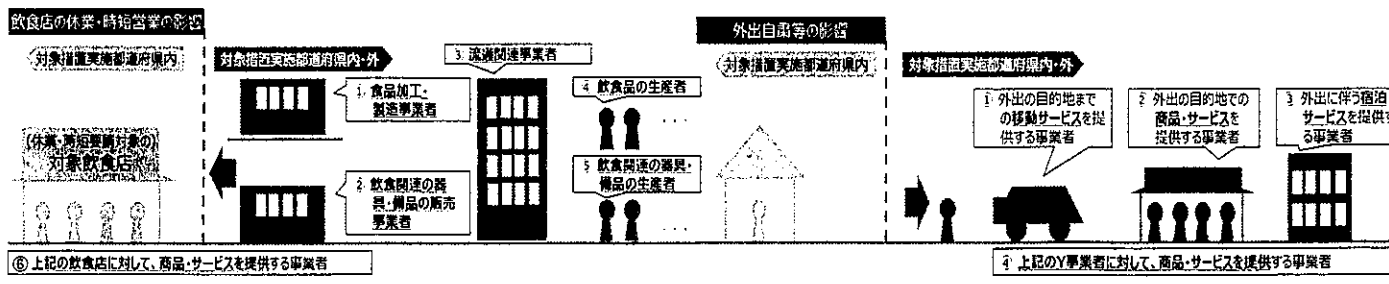 飲食店の休業・時短営業の影響
対象措置実施都道府県内
対象措置実施都道府県内・外
(休業・時短要請対象の)
対象飲食店
1 食品加工・
製造事業者
2 飲食関連の器
具・備品の販売
事業者
3 流通関連事業者
4 飲食品の生産者
5 飲食関連の器具・
備品の生産者
⑥ 上記の飲食店に対して、商品・サービスを提供する事業者
外出自粛等の影響
対象措置実施都道府県内
対象措置実施都道府県内・外
1 外出の目的地まで
の移動サービスを提
供する事業者
2 外出の目的地での
商品・サービスを
提供する事業者
3 外出に伴う宿泊
サービスを提供す
る事業者
4 上記のY事業者に対して、商品・サービスを提供する事業者